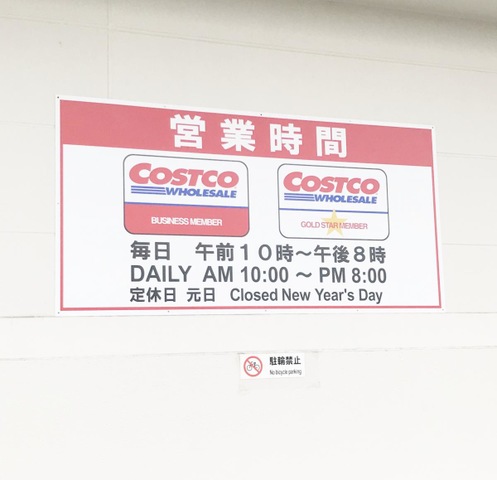 営業時間
COSTCO
WHOLESALE
BUSINESS MEMBER
COSTCO
WHOLESALE
GOLD STAR MEMBER
毎日 午前10時～午後8時
DAILY AM 10:00 ～ PM 8:00
定休日 元日 Closed New Year's Day
駐輪禁止
No bicycle parking